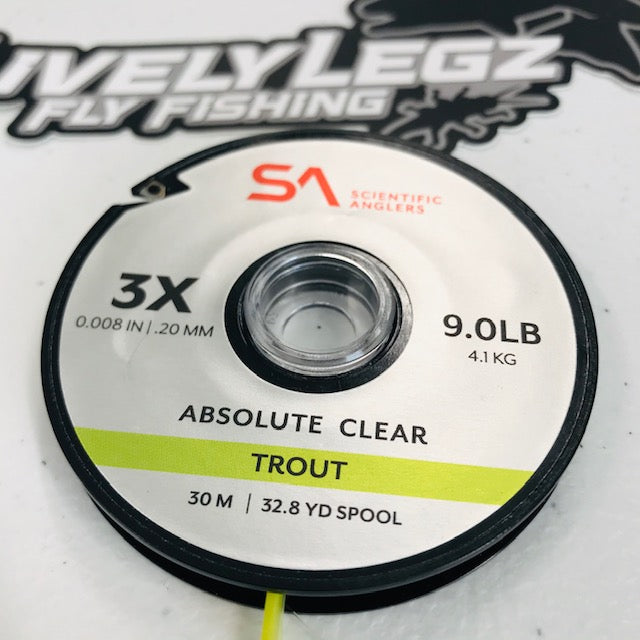 LIVELYLEGZ
FLY FISHING
SA SCIENTIFIC
ANGLERS
3X
0.008 IN | .20 MM
9.0LB
4.1 KG
ABSOLUTE CLEAR
TROUT
30 M | 32.8 YD SPOOL